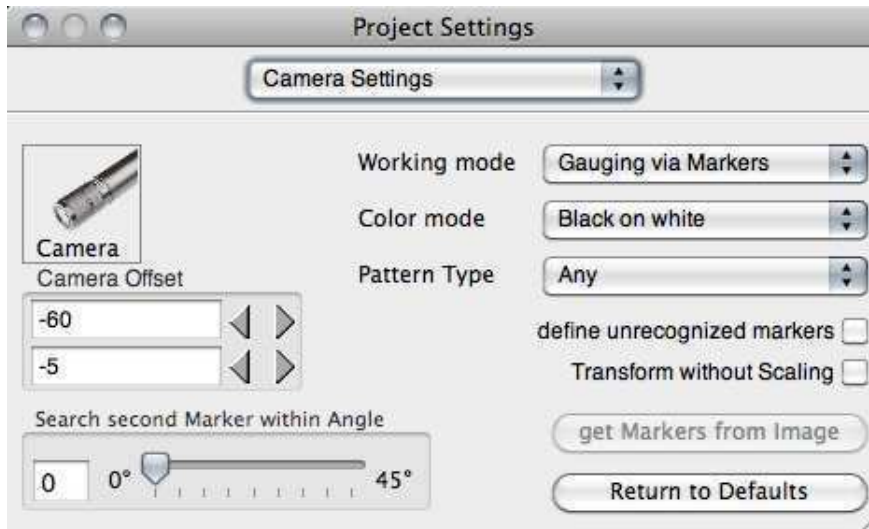 Project Settings
Camera Settings
Camera
Camera Offset
-60
-5
Search second Marker within Angle
0 0° 45°
Working mode Gauging via Markers
Color mode Black on white
Pattern Type Any
define unrecognized markers
Transform without Scaling
get Markers from Image
Return to Defaults